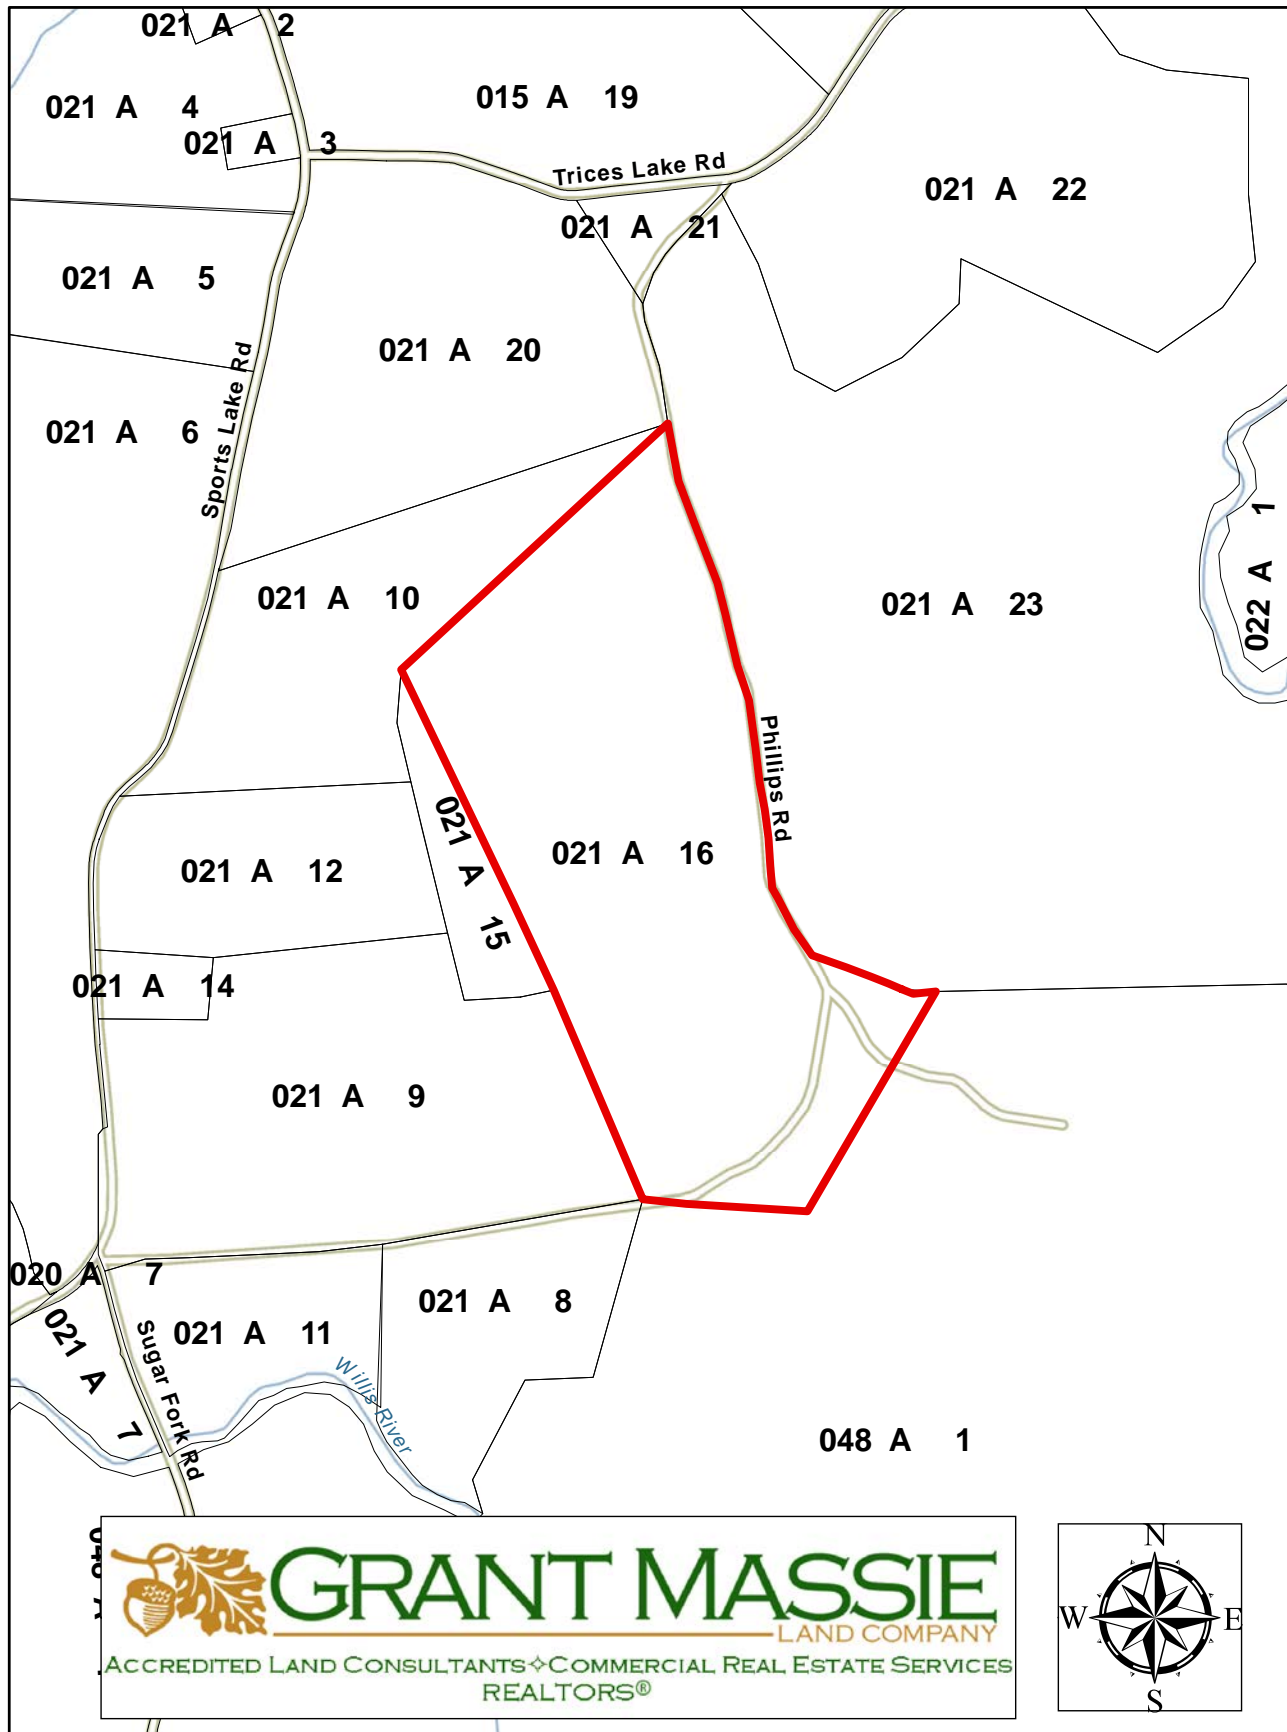 021 A 2
021 A 4
015 A 19
021 A 3
Trices Lake Rd
021 A 22
021 A 21
021 A 5
021 A 20
Sports Lake Rd
021 A 6
022 A 1
021 A 10
021 A 23
Phillips Rd
021 A 15
021 A 16
021 A 12
021 A 14
021 A 9
020 A 7
021 A 8
021 A 7
Sugar Fork Rd
021 A 11
Willis River
048 A 1
GRANT MASSIE
LAND COMPANY
ACCREDITED LAND CONSULTANTS✧COMMERCIAL REAL ESTATE SERVICES
REALTORS®
N
W E
S